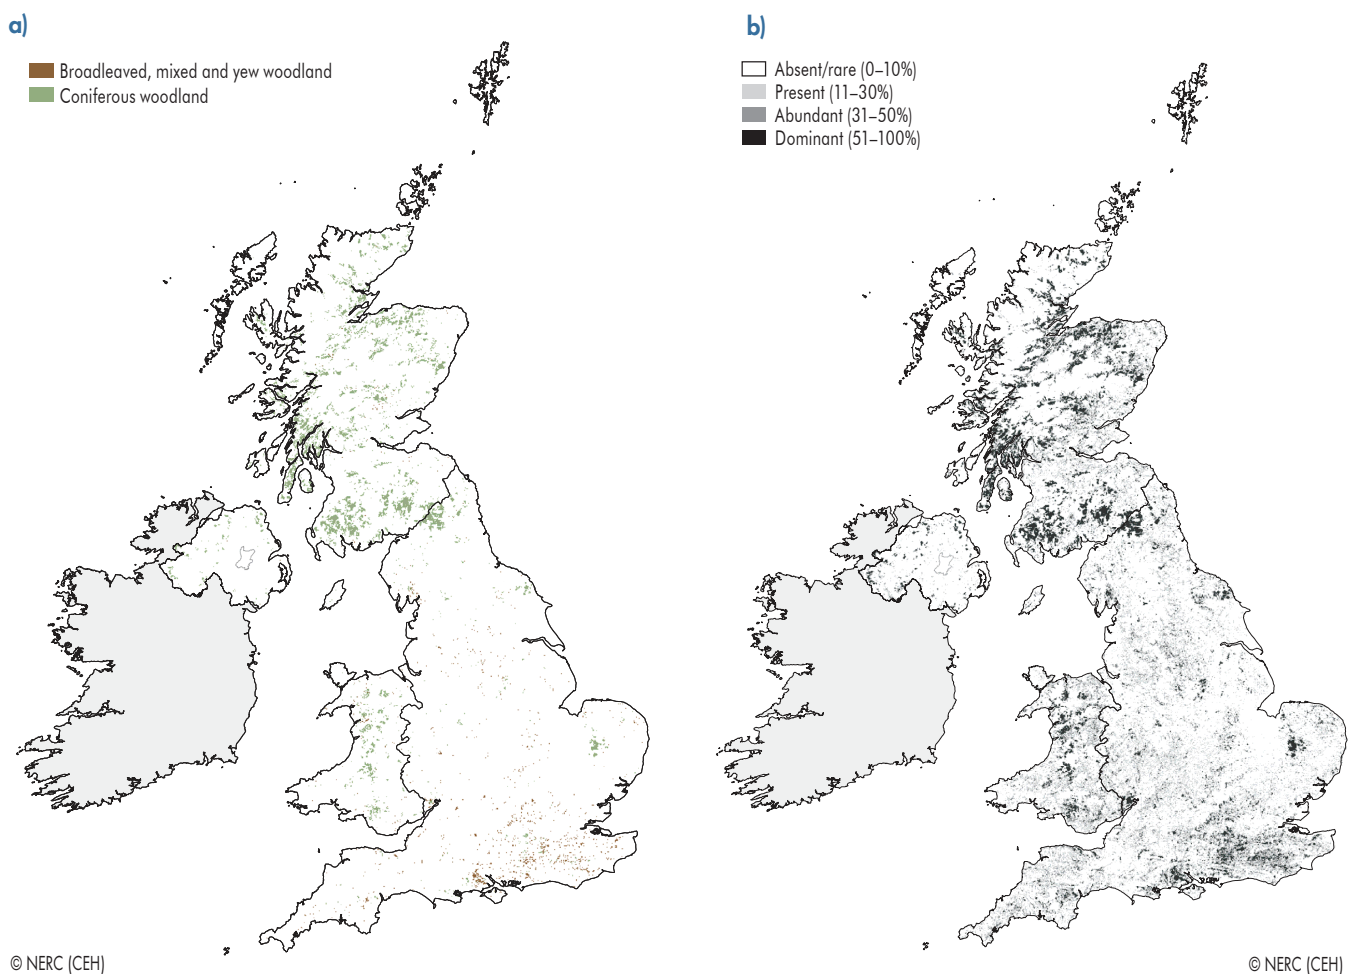 a)
Broadleaved, mixed and yew woodland
Coniferous woodland
© NERC (CEH)
b)
Absent/rare (0–10%)
Present (11–30%)
Abundant (31–50%)
Dominant (51–100%)
© NERC (CEH)